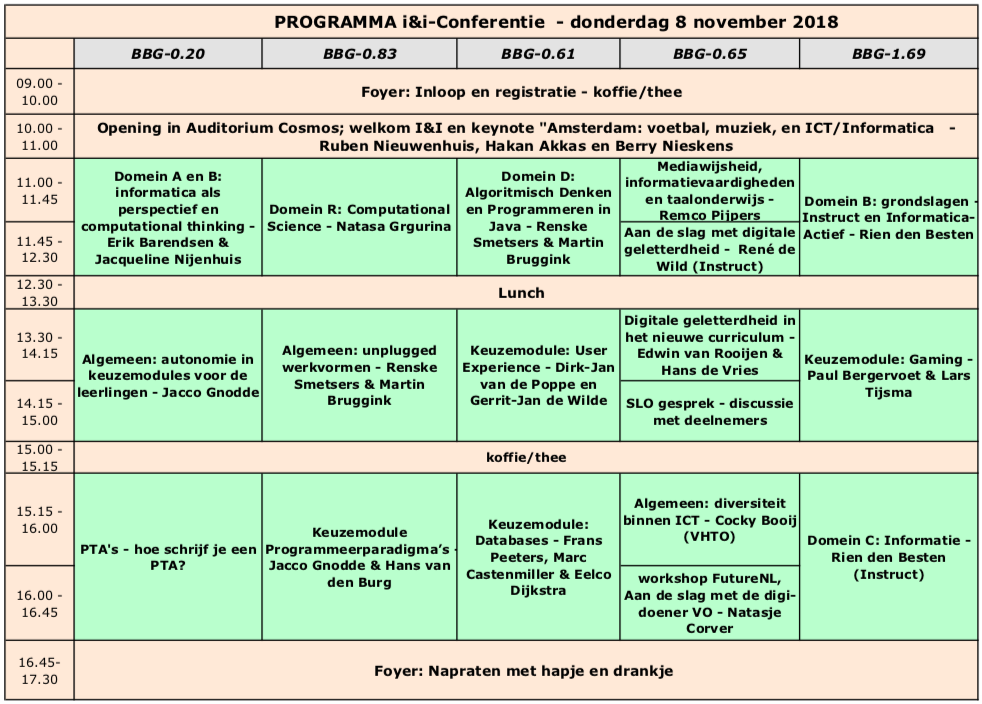 PROGRAMMA i&i-Conferentie - donderdag 8 november 2018
BBG-0.20 BBG-0.83 BBG-0.61 BBG-0.65 BBG-1.69
09.00 -
10.00
Foyer: Inloop en registratie - koffie/thee
10.00 -
11.00
Opening in Auditorium Cosmos; welkom I&I en keynote "Amsterdam: voetbal, muziek, en ICT/Informatica -
Ruben Nieuwenhuis, Hakan Akkas en Berry Nieskens
11.00 -
11.45
11.45 -
12.30
Domein A en B:
informatica als
perspectief en
computational thinking -
Erik Barendsen &
Jacqueline Nijenhuis
Domein R: Computational
Science - Natasa Grgurina
Domein D:
Algoritmisch Denken
en Programmeren in
Java - Renske
Smetsers & Martin
Bruggink
Mediawijsheid,
informatievaardigheden
en taalonderwijs -
Remco Pijpers
Aan de slag met digitale
geletterdheid - René de
Wild (Instruct)
Domein B: grondslagen -
Instruct en Informatica-
Actief - Rien den Besten
12.30 -
13.30
Lunch
13.30 -
14.15
14.15 -
15.00
Algemeen: autonomie in
keuzemodules voor de
leerlingen - Jacco Gnodde
Algemeen: unplugged
werkvormen - Renske
Smetsers & Martin
Bruggink
Keuzemodule: User
Experience - Dirk-Jan
van de Poppe en
Gerrit-Jan de Wilde
Digitale geletterdheid in
het nieuwe curriculum -
Edwin van Rooijen &
Hans de Vries
SLO gesprek - discussie
met deelnemers
Keuzemodule: Gaming -
Paul Bergervoet & Lars
Tijsma
15.00 -
15.15
koffie/thee
15.15 -
16.00
16.00 -
16.45
PTA's - hoe schrijf je een
PTA?
Keuzemodule
Programmeerparadigma’s -
Jacco Gnodde & Hans van
den Burg
Keuzemodule:
Databases - Frans
Peeters, Marc
Castenmiller & Eelco
Dijkstra
Algemeen: diversiteit
binnen ICT - Cocky Booij
(VHTO)
workshop FutureNL,
Aan de slag met de digi-
doener VO - Natasje
Corver
Domein C: Informatie -
Rien den Besten
(Instruct)
16.45-
17.30
Foyer: Napraten met hapje en drankje